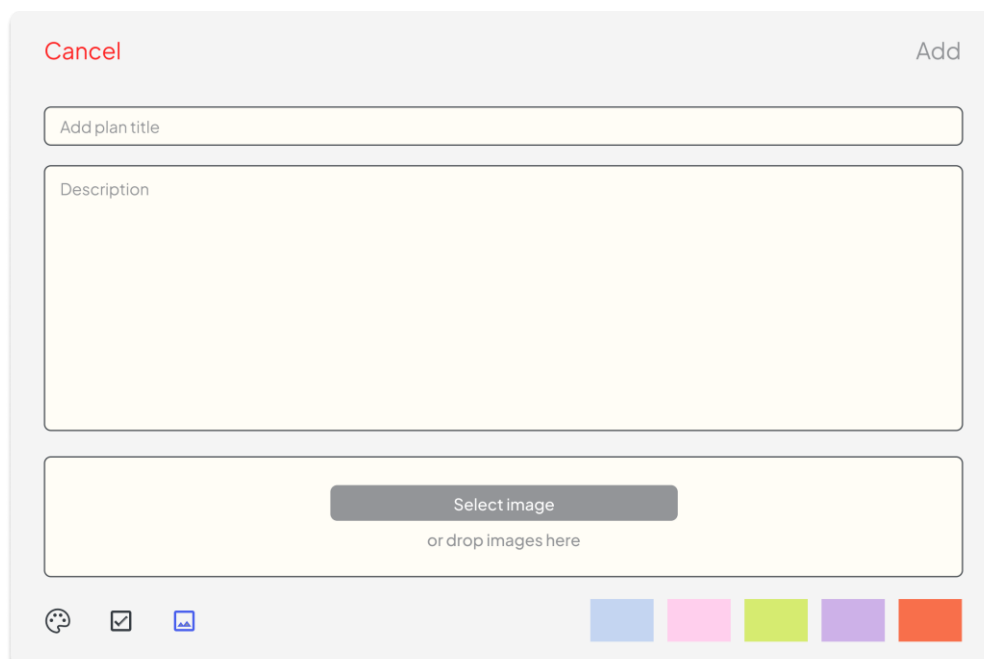 Cancel
Add
Add plan title
Description
Select image
or drop images here